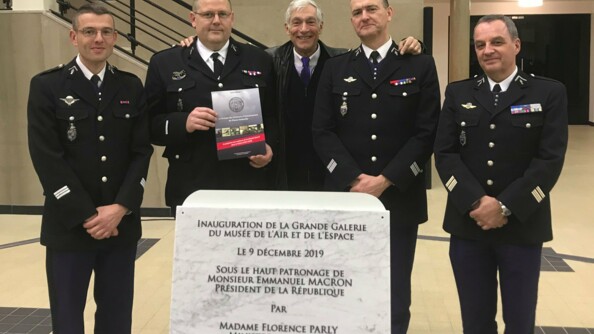 INAUGURATION DE LA GRANDE GALERIE
DU MUSÉE DE L'AIR ET DE L'ESPACE
LE 9 DÉCEMBRE 2019
SOUS LE HAUT PATRONAGE DE
MONSIEUR EMMANUEL MACRON
PRÉSIDENT DE LA RÉPUBLIQUE
PAR
MADAME FLORENCE PARLY